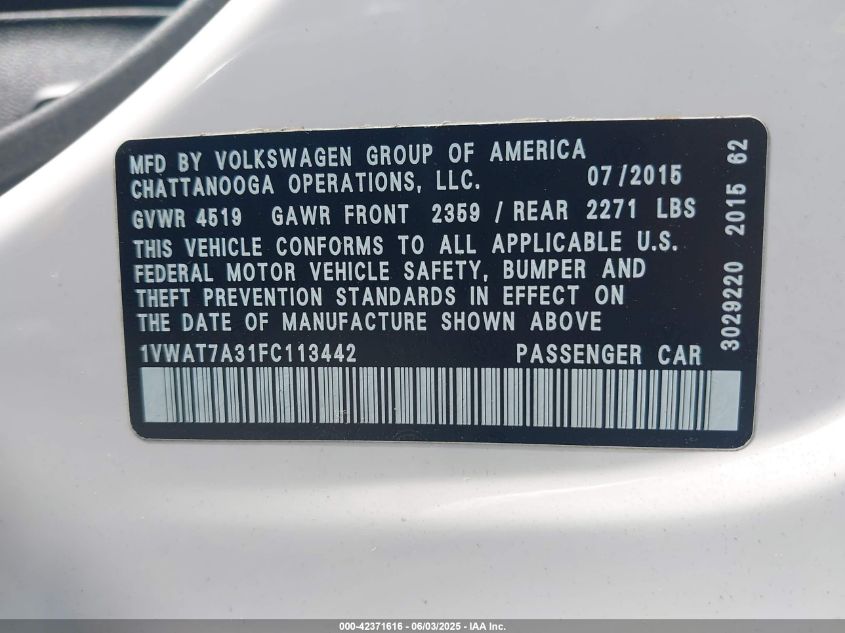 MFD BY VOLKSWAGEN GROUP OF AMERICA
CHATTANOOGA OPERATIONS, LLC. 07/2015
GVWR 4519 GAWR FRONT 2359 / REAR 2271 LBS
THIS VEHICLE CONFORMS TO ALL APPLICABLE U.S.
FEDERAL MOTOR VEHICLE SAFETY, BUMPER AND
THEFT PREVENTION STANDARDS IN EFFECT ON
THE DATE OF MANUFACTURE SHOWN ABOVE
1VWAT7A31FC113442 PASSENGER CAR
3029220 2015 62
000-42371616 - 06/03/2025 - IAA Inc.